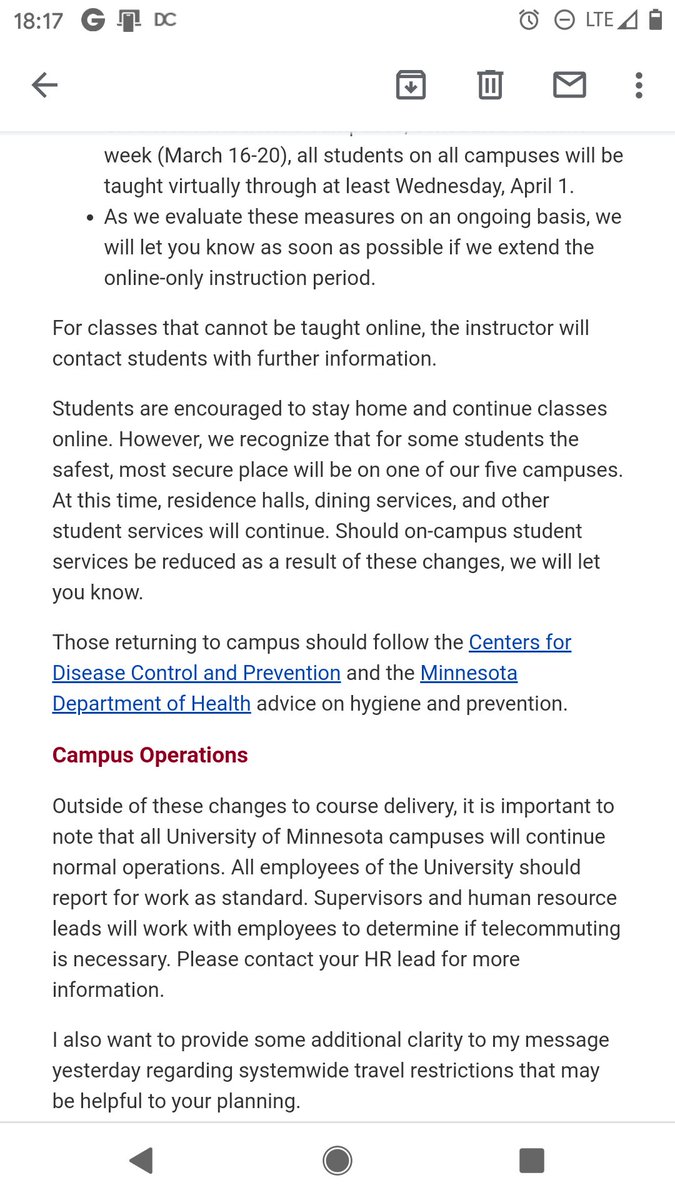 18:17 G DC LTE
week (March 16-20), all students on all campuses will be
taught virtually through at least Wednesday, April 1.
• As we evaluate these measures on an ongoing basis, we
will let you know as soon as possible if we extend the
online-only instruction period.
For classes that cannot be taught online, the instructor will
contact students with further information.
Students are encouraged to stay home and continue classes
online. However, we recognize that for some students the
safest, most secure place will be on one of our five campuses.
At this time, residence halls, dining services, and other
student services will continue. Should on-campus student
services be reduced as a result of these changes, we will let
you know.
Those returning to campus should follow the Centers for
Disease Control and Prevention and the Minnesota
Department of Health advice on hygiene and prevention.
Campus Operations
Outside of these changes to course delivery, it is important to
note that all University of Minnesota campuses will continue
normal operations. All employees of the University should
report for work as standard. Supervisors and human resource
leads will work with employees to determine if telecommuting
is necessary. Please contact your HR lead for more
information.
I also want to provide some additional clarity to my message
yesterday regarding systemwide travel restrictions that may
be helpful to your planning.